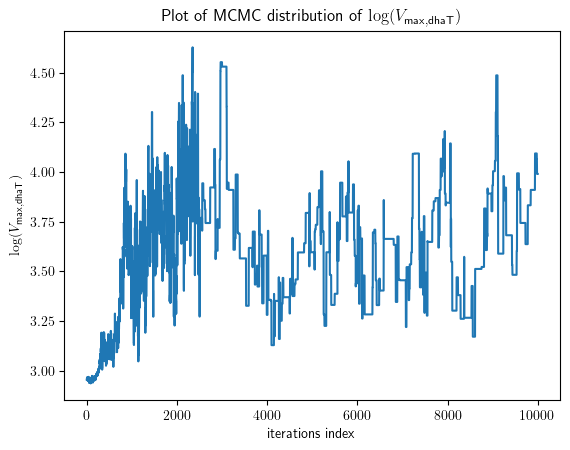 Plot of MCMC distribution of log(V_max,dhaT)
4.50
4.25
4.00
3.75
3.50
3.25
3.00
log(V_max,dhaT)
0 2000 4000 6000 8000 10000
iterations index